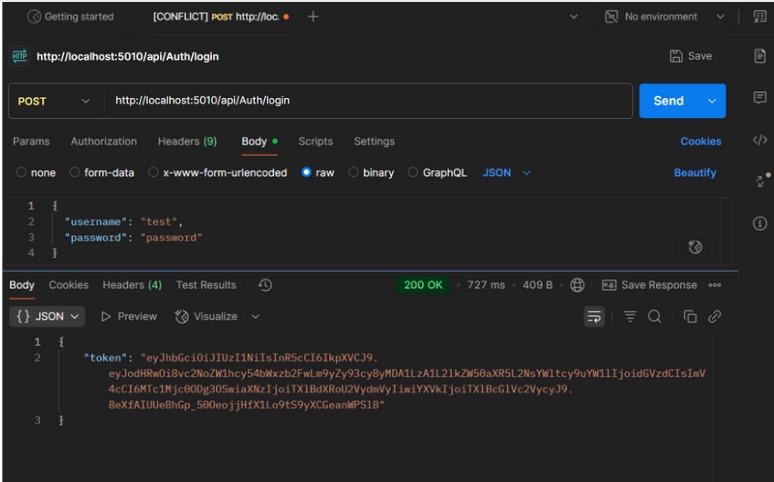 Getting started [CONFLICT] POST http://loc. No environment
HTTP http://localhost:5010/api/Auth/login Save
POST http://localhost:5010/api/Auth/login Send
Params Authorization Headers (9) Body Scripts Settings Cookies
none form-data x-www-form-urlencoded raw binary GraphQL JSON Beautify
1 {
2 "username": "test",
3 "password": "password"
4 }
Body Cookies Headers (4) Test Results 200 OK 727 ms 409 B Save Response
{} JSON Preview Visualize
1 {
2 "token": "eyJhbGciOiJIUzI1NiIsInR5cCI6IkpXVCJ9.
eyJodHRwOi8vc2NoZW1hcy54bWxzb2FwLm9yZy93cy8yMDA1LzA1L2lkZW50aXR5L2NsYWltcy9uYW1lIjoidGVzdCIsImV
4cCI6MTc1Mjc0ODg3OSwiaXNzIjoiTXlBdXRoU2VydmVyIiwiYXVkIjoiTXlBcGlVc2VycyJ9.
8eXfAIUUe8hGp_50OeojjHfX1Lo9tS9yXCGeanWPSl8"
3 }